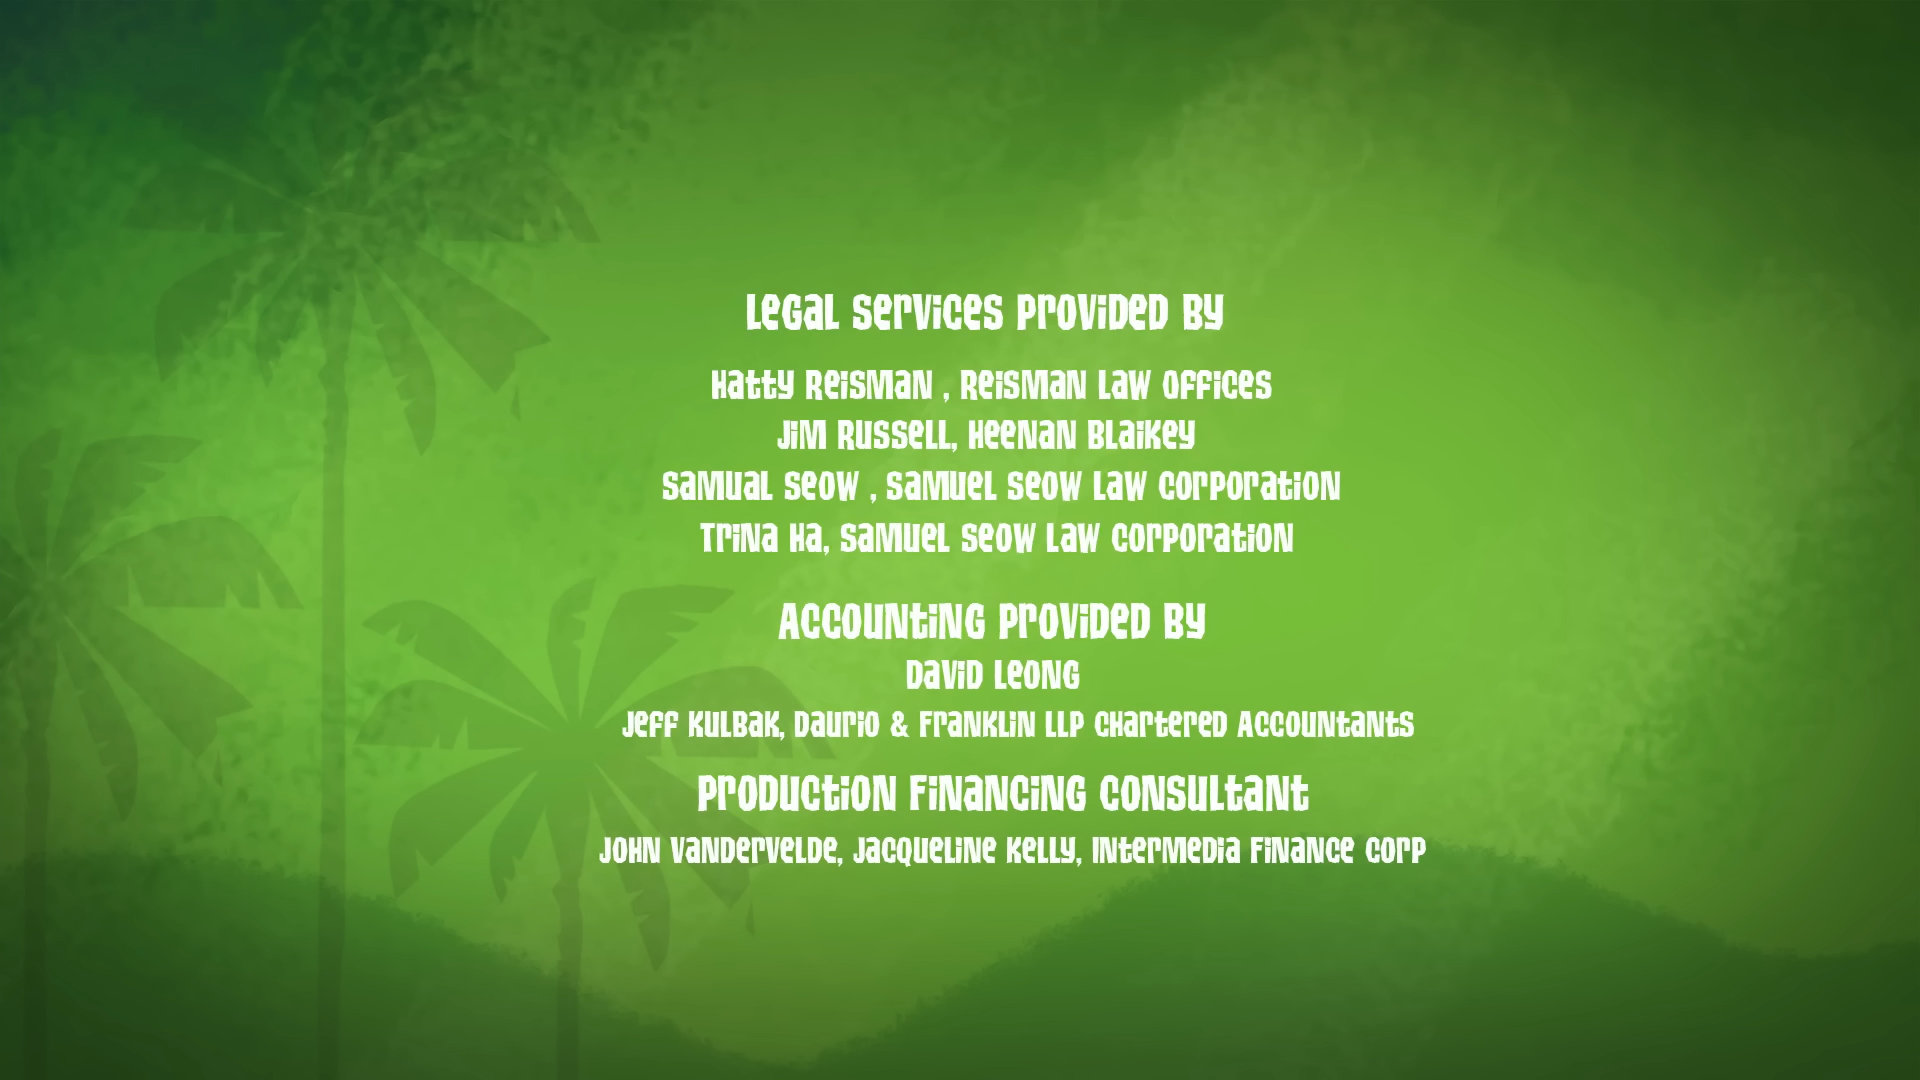 Legal Services Provided By
Hatty Reisman , Reisman Law Offices
Jim Russell, Heenan Blaikey
Samual Seow , Samuel Seow Law Corporation
Trina Ha, Samuel Seow Law Corporation
Accounting Provided By
David Leong
Jeff Kulbak, Daurio & Franklin LLP Chartered Accountants
Production Financing Consultant
John Vandervelde, Jacqueline Kelly, Intermedia Finance Corp